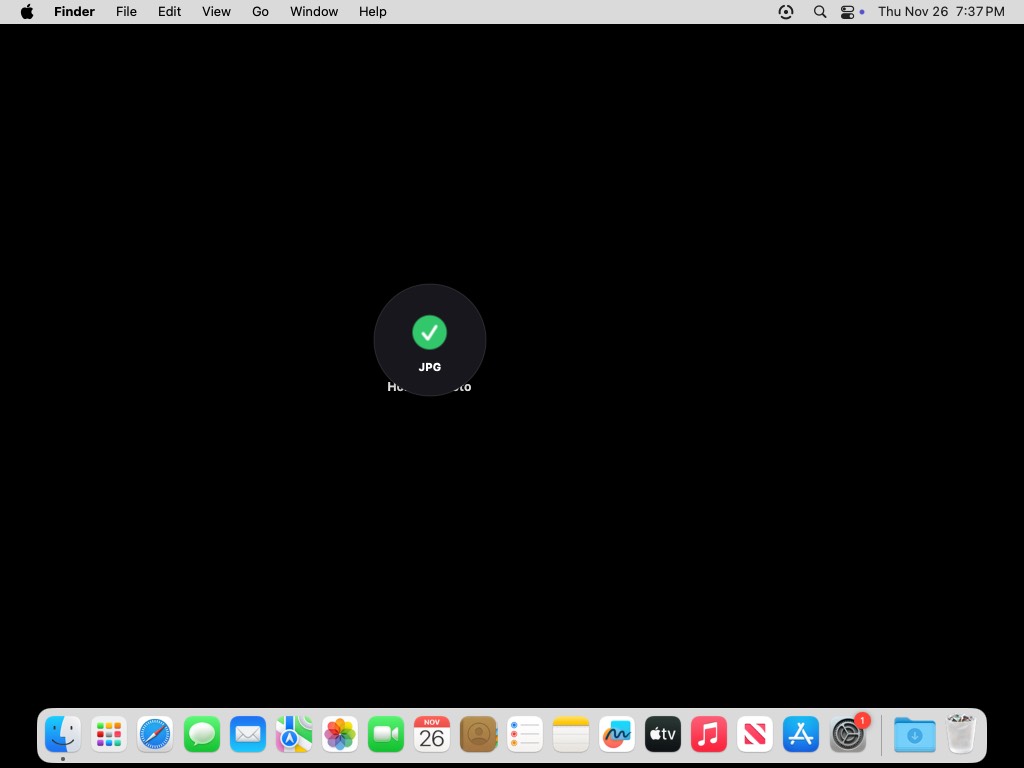 Finder File Edit View Go Window Help Thu Nov 26 7:37 PM
JPG
NOV
26
tv
1